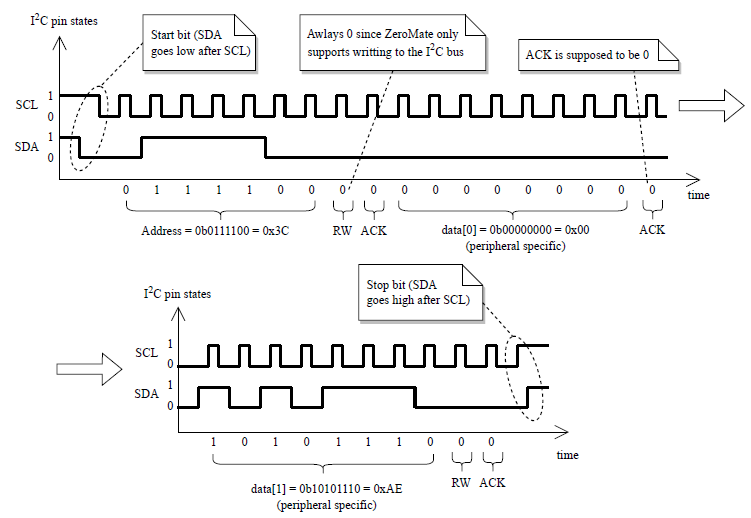 I²C pin states
Start bit (SDA
goes low after SCL)
Awlays 0 since ZeroMate only
supports writting to the I²C bus
ACK is supposed to be 0
SCL
1
0
SDA
1
0
0 1 1 1 1 0 0 0 0 0 0 0 0 0 0 0 0 0
time
Address = 0b0111100 = 0x3C
RW
ACK
data[0] = 0b00000000 = 0x00
(peripheral specific)
ACK
I²C pin states
Stop bit (SDA
goes high after SCL)
SCL
1
0
SDA
1
0
1 0 1 0 1 1 1 0 0 0
time
data[1] = 0b10101110 = 0xAE
(peripheral specific)
RW
ACK